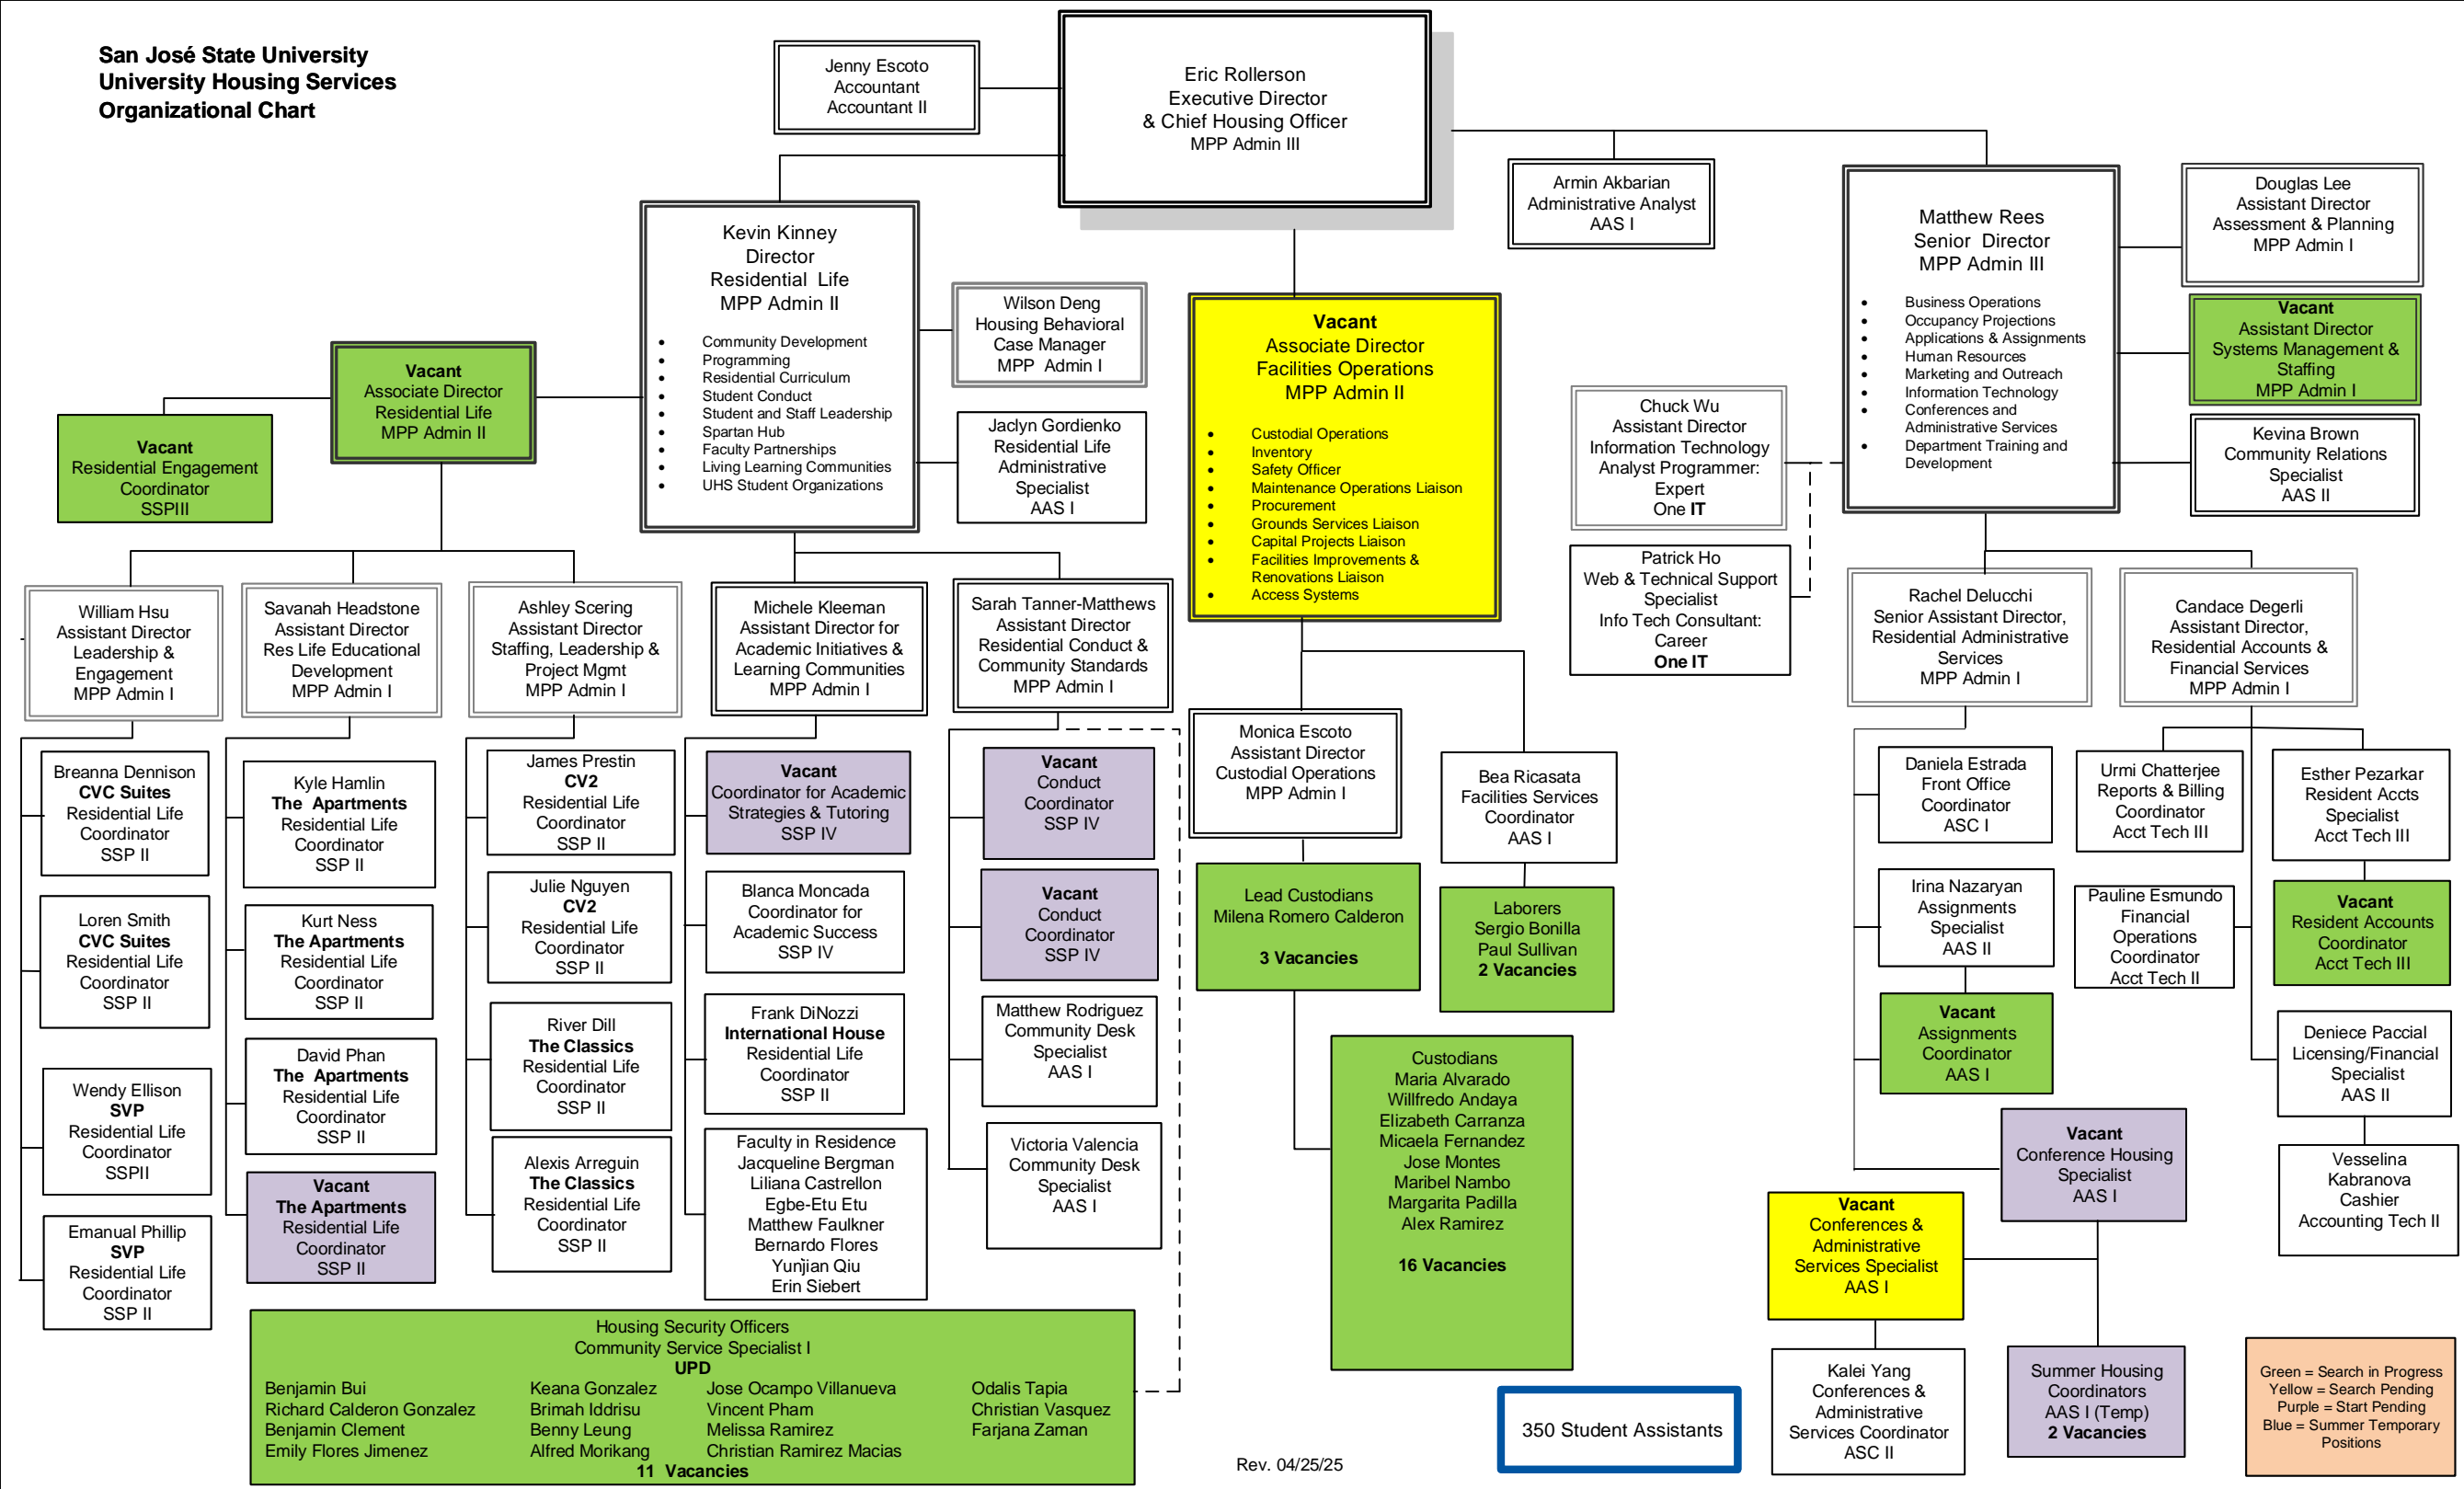 San José State University
University Housing Services
Organizational Chart
Jenny Escoto
Accountant
Accountant II
Eric Rollerson
Executive Director
& Chief Housing Officer
MPP Admin III
Armin Akbarian
Administrative Analyst
AAS I
Kevin Kinney
Director
Residential Life
MPP Admin II
• Community Development
• Programming
• Residential Curriculum
• Student Conduct
• Student and Staff Leadership
• Spartan Hub
• Faculty Partnerships
• Living Learning Communities
• UHS Student Organizations
Wilson Deng
Housing Behavioral
Case Manager
MPP Admin I
Jaclyn Gordienko
Residential Life
Administrative
Specialist
AAS I
Vacant
Associate Director
Residential Life
MPP Admin II
Vacant
Residential Engagement
Coordinator
SSPIII
Vacant
Associate Director
Facilities Operations
MPP Admin II
• Custodial Operations
• Inventory
• Safety Officer
• Maintenance Operations Liaison
• Procurement
• Grounds Services Liaison
• Capital Projects Liaison
• Facilities Improvements &
Renovations Liaison
• Access Systems
Matthew Rees
Senior Director
MPP Admin III
• Business Operations
• Occupancy Projections
• Applications & Assignments
• Human Resources
• Marketing and Outreach
• Information Technology
• Conferences and
Administrative Services
• Department Training and
Development
Douglas Lee
Assistant Director
Assessment & Planning
MPP Admin I
Vacant
Assistant Director
Systems Management &
Staffing
MPP Admin I
Kevina Brown
Community Relations
Specialist
AAS II
Chuck Wu
Assistant Director
Information Technology
Analyst Programmer:
Expert
One IT
Patrick Ho
Web & Technical Support
Specialist
Info Tech Consultant:
Career
One IT
William Hsu
Assistant Director
Leadership &
Engagement
MPP Admin I
Savanah Headstone
Assistant Director
Res Life Educational
Development
MPP Admin I
Ashley Scering
Assistant Director
Staffing, Leadership &
Project Mgmt
MPP Admin I
Michele Kleeman
Assistant Director for
Academic Initiatives &
Learning Communities
MPP Admin I
Sarah Tanner-Matthews
Assistant Director
Residential Conduct &
Community Standards
MPP Admin I
Rachel Delucchi
Senior Assistant Director,
Residential Administrative
Services
MPP Admin I
Candace Degerli
Assistant Director,
Residential Accounts &
Financial Services
MPP Admin I
Breanna Dennison
CVC Suites
Residential Life
Coordinator
SSP II
Loren Smith
CVC Suites
Residential Life
Coordinator
SSP II
Wendy Ellison
SVP
Residential Life
Coordinator
SSPII
Emanual Phillip
SVP
Residential Life
Coordinator
SSP II
Kyle Hamlin
The Apartments
Residential Life
Coordinator
SSP II
Kurt Ness
The Apartments
Residential Life
Coordinator
SSP II
David Phan
The Apartments
Residential Life
Coordinator
SSP II
Vacant
The Apartments
Residential Life
Coordinator
SSP II
James Prestin
CV2
Residential Life
Coordinator
SSP II
Julie Nguyen
CV2
Residential Life
Coordinator
SSP II
River Dill
The Classics
Residential Life
Coordinator
SSP II
Alexis Arreguin
The Classics
Residential Life
Coordinator
SSP II
Vacant
Coordinator for Academic
Strategies & Tutoring
SSP IV
Blanca Moncada
Coordinator for
Academic Success
SSP IV
Frank DiNozzi
International House
Residential Life
Coordinator
SSP II
Faculty in Residence
Jacqueline Bergman
Liliana Castrellon
Egbe-Etu Etu
Matthew Faulkner
Bernardo Flores
Yunjian Qiu
Erin Siebert
Vacant
Conduct
Coordinator
SSP IV
Vacant
Conduct
Coordinator
SSP IV
Matthew Rodriguez
Community Desk
Specialist
AAS I
Victoria Valencia
Community Desk
Specialist
AAS I
Monica Escoto
Assistant Director
Custodial Operations
MPP Admin I
Bea Ricasata
Facilities Services
Coordinator
AAS I
Lead Custodians
Milena Romero Calderon
3 Vacancies
Laborers
Sergio Bonilla
Paul Sullivan
2 Vacancies
Custodians
Maria Alvarado
Willfredo Andaya
Elizabeth Carranza
Micaela Fernandez
Jose Montes
Maribel Nambo
Margarita Padilla
Alex Ramirez
16 Vacancies
Daniela Estrada
Front Office
Coordinator
ASC I
Irina Nazaryan
Assignments
Specialist
AAS II
Vacant
Assignments
Coordinator
AAS I
Vacant
Conference Housing
Specialist
AAS I
Vacant
Conferences &
Administrative
Services Specialist
AAS I
Kalei Yang
Conferences &
Administrative
Services Coordinator
ASC II
Summer Housing
Coordinators
AAS I (Temp)
2 Vacancies
Urmi Chatterjee
Reports & Billing
Coordinator
Acct Tech III
Pauline Esmundo
Financial
Operations
Coordinator
Acct Tech II
Esther Pezarkar
Resident Accts
Specialist
Acct Tech III
Vacant
Resident Accounts
Coordinator
Acct Tech III
Deniece Paccial
Licensing/Financial
Specialist
AAS II
Vesselina
Kabranova
Cashier
Accounting Tech II
Housing Security Officers
Community Service Specialist I
UPD
Benjamin Bui
Richard Calderon Gonzalez
Benjamin Clement
Emily Flores Jimenez
Keana Gonzalez
Brimah Iddrisu
Benny Leung
Alfred Morikang
Jose Ocampo Villanueva
Vincent Pham
Melissa Ramirez
Christian Ramirez Macias
Odalis Tapia
Christian Vasquez
Farjana Zaman
11 Vacancies
Rev. 04/25/25
350 Student Assistants
Green = Search in Progress
Yellow = Search Pending
Purple = Start Pending
Blue = Summer Temporary
Positions